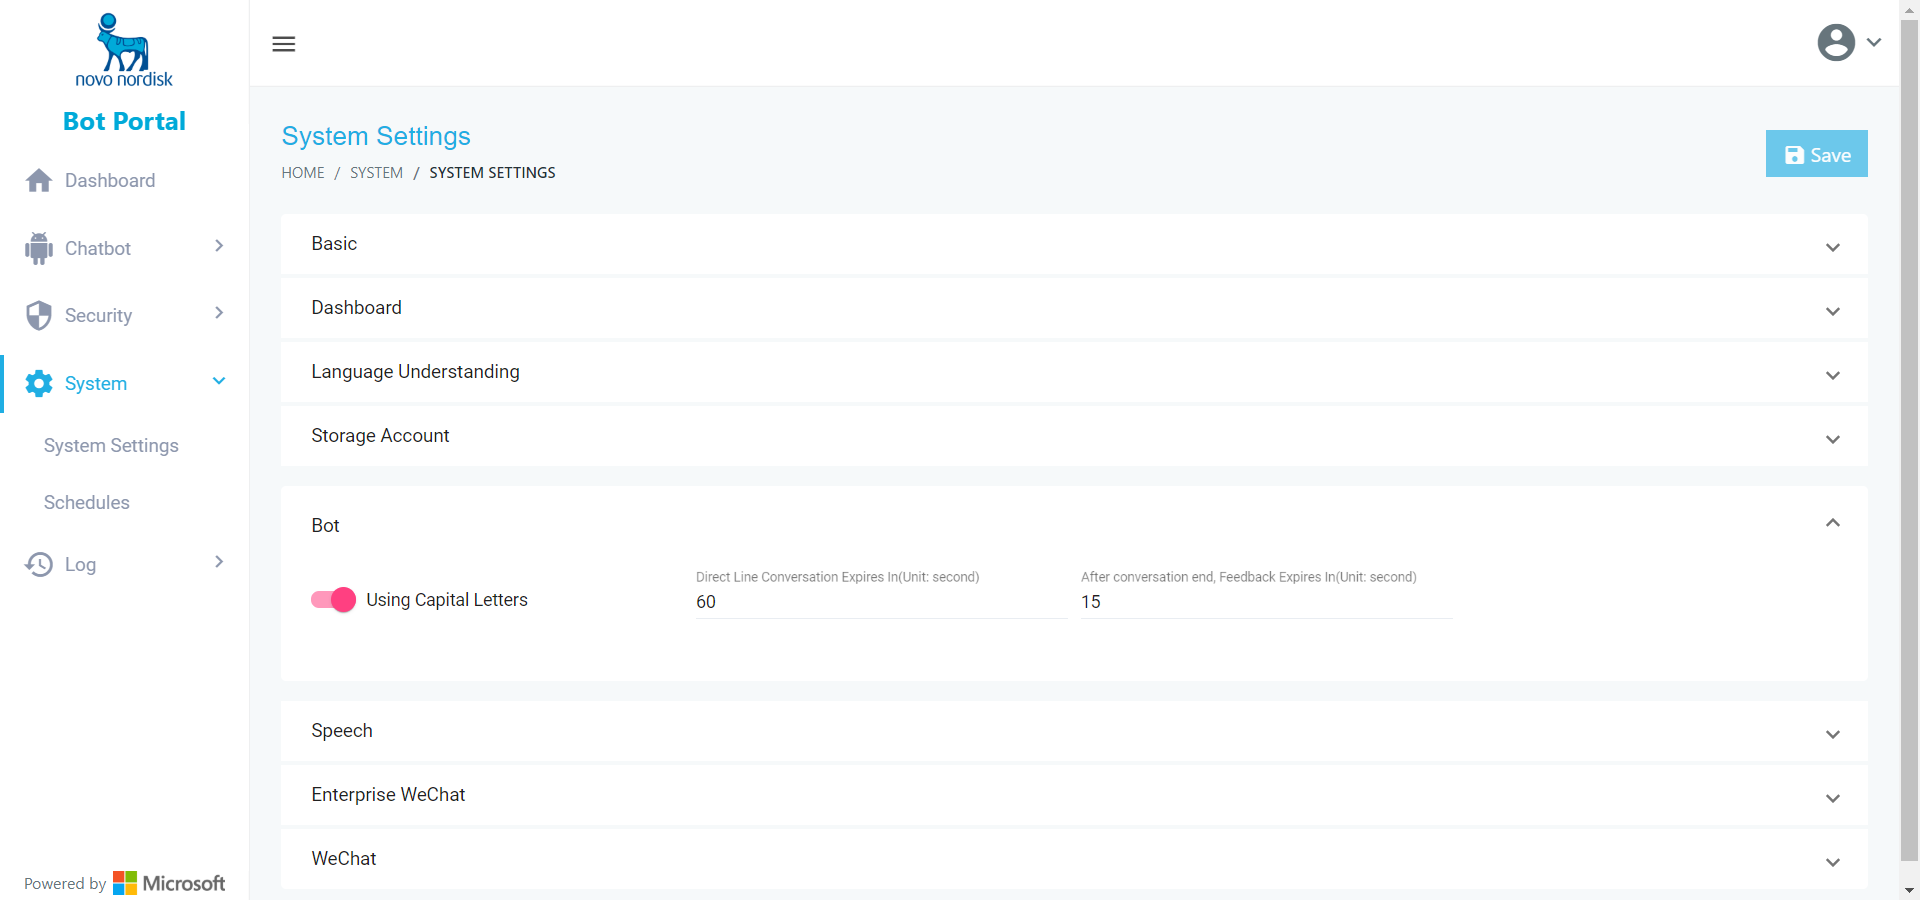 novo nordisk
Bot Portal
Dashboard
Chatbot
Security
System
System Settings
Schedules
Log
Powered by Microsoft
System Settings
HOME / SYSTEM / SYSTEM SETTINGS
Save
Basic
Dashboard
Language Understanding
Storage Account
Bot
Using Capital Letters
Direct Line Conversation Expires In(Unit: second)
60
After conversation end, Feedback Expires In(Unit: second)
15
Speech
Enterprise WeChat
WeChat